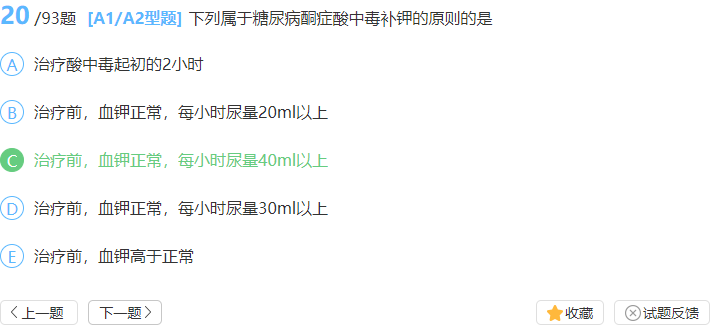 20 /93题 [A1/A2型题] 下列属于糖尿病酮症酸中毒补钾的原则的是
A 治疗酸中毒起初的2小时
B 治疗前，血钾正常，每小时尿量20ml以上
C 治疗前，血钾正常，每小时尿量40ml以上
D 治疗前，血钾正常，每小时尿量30ml以上
E 治疗前，血钾高于正常
上一题 下一题 收藏 试题反馈